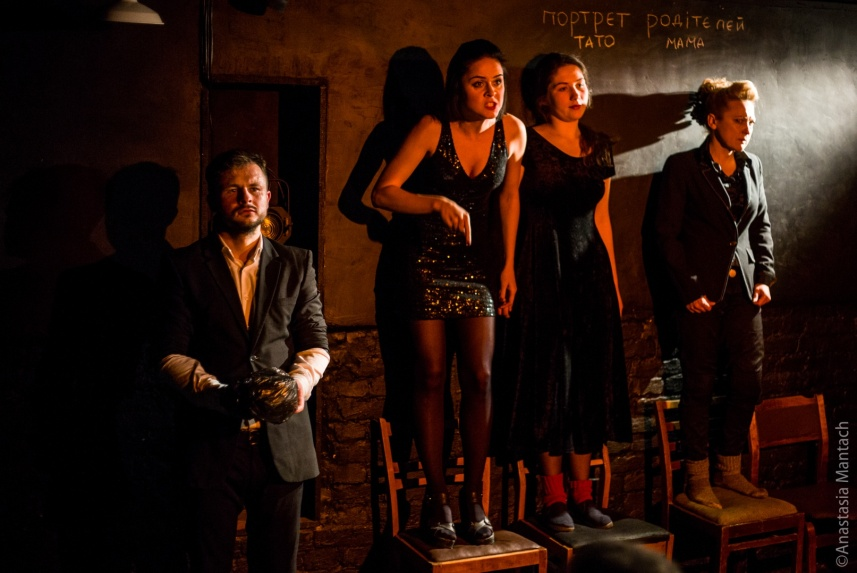 портрет родітелей
тато мама
©Anastasia Mantach